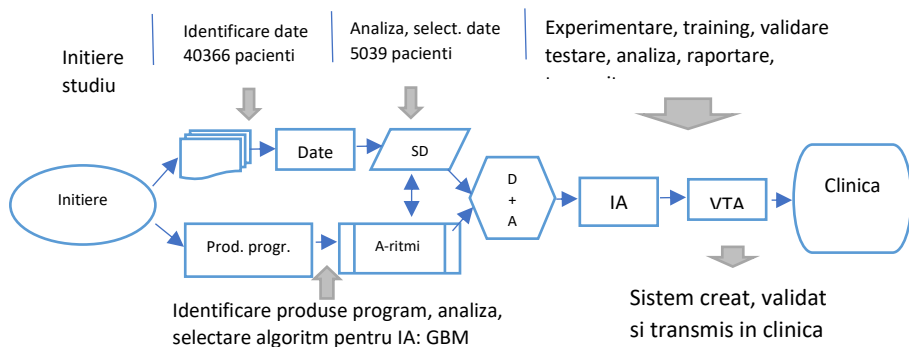 Initiere
studiu
Identificare date
40366 pacienti
Analiza, select. date
5039 pacienti
Experimentare, training, validare
testare, analiza, raportare,
Date
SD
Initiere
D
+
A
IA
VTA
Clinica
Prod. progr.
A-ritmi
Identificare produse program, analiza,
selectare algoritm pentru IA: GBM
Sistem creat, validat
si transmis in clinica